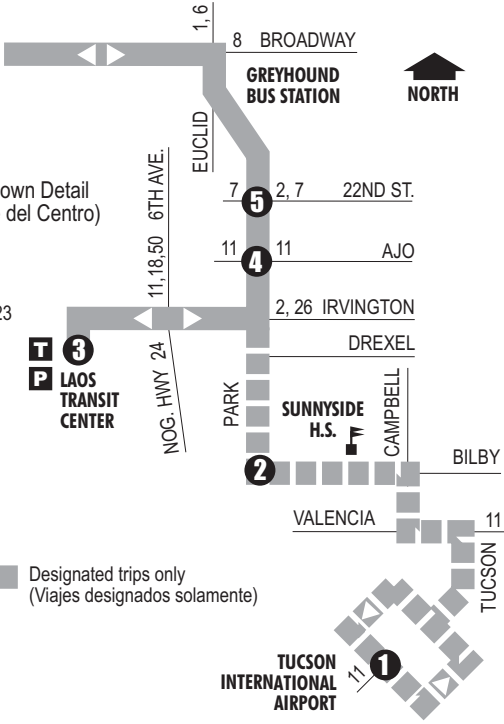 1, 6
8 BROADWAY
GREYHOUND
BUS STATION
NORTH
EUCLID
own Detail
del Centro)
11,18,50 6TH AVE.
7 5 2, 7 22ND ST.
11 4 11 AJO
23
2, 26 IRVINGTON
T 3
P LAOS
TRANSIT
CENTER
NOG. HWY 24
DREXEL
PARK
SUNNYSIDE
H.S.
CAMPBELL
2
BILBY
VALENCIA
11
TUCSON
Designated trips only
(Viajes designados solamente)
TUCSON
INTERNATIONAL
AIRPORT
11
1